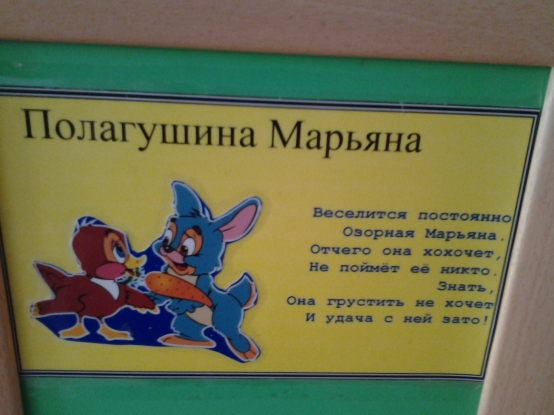 Полагушина Марьяна
Веселится постоянно
Озорная Марьяна.
Отчего она хохочет,
Не поймёт её никто.
Знать,
Она грустить не хочет
И удача с ней зато!